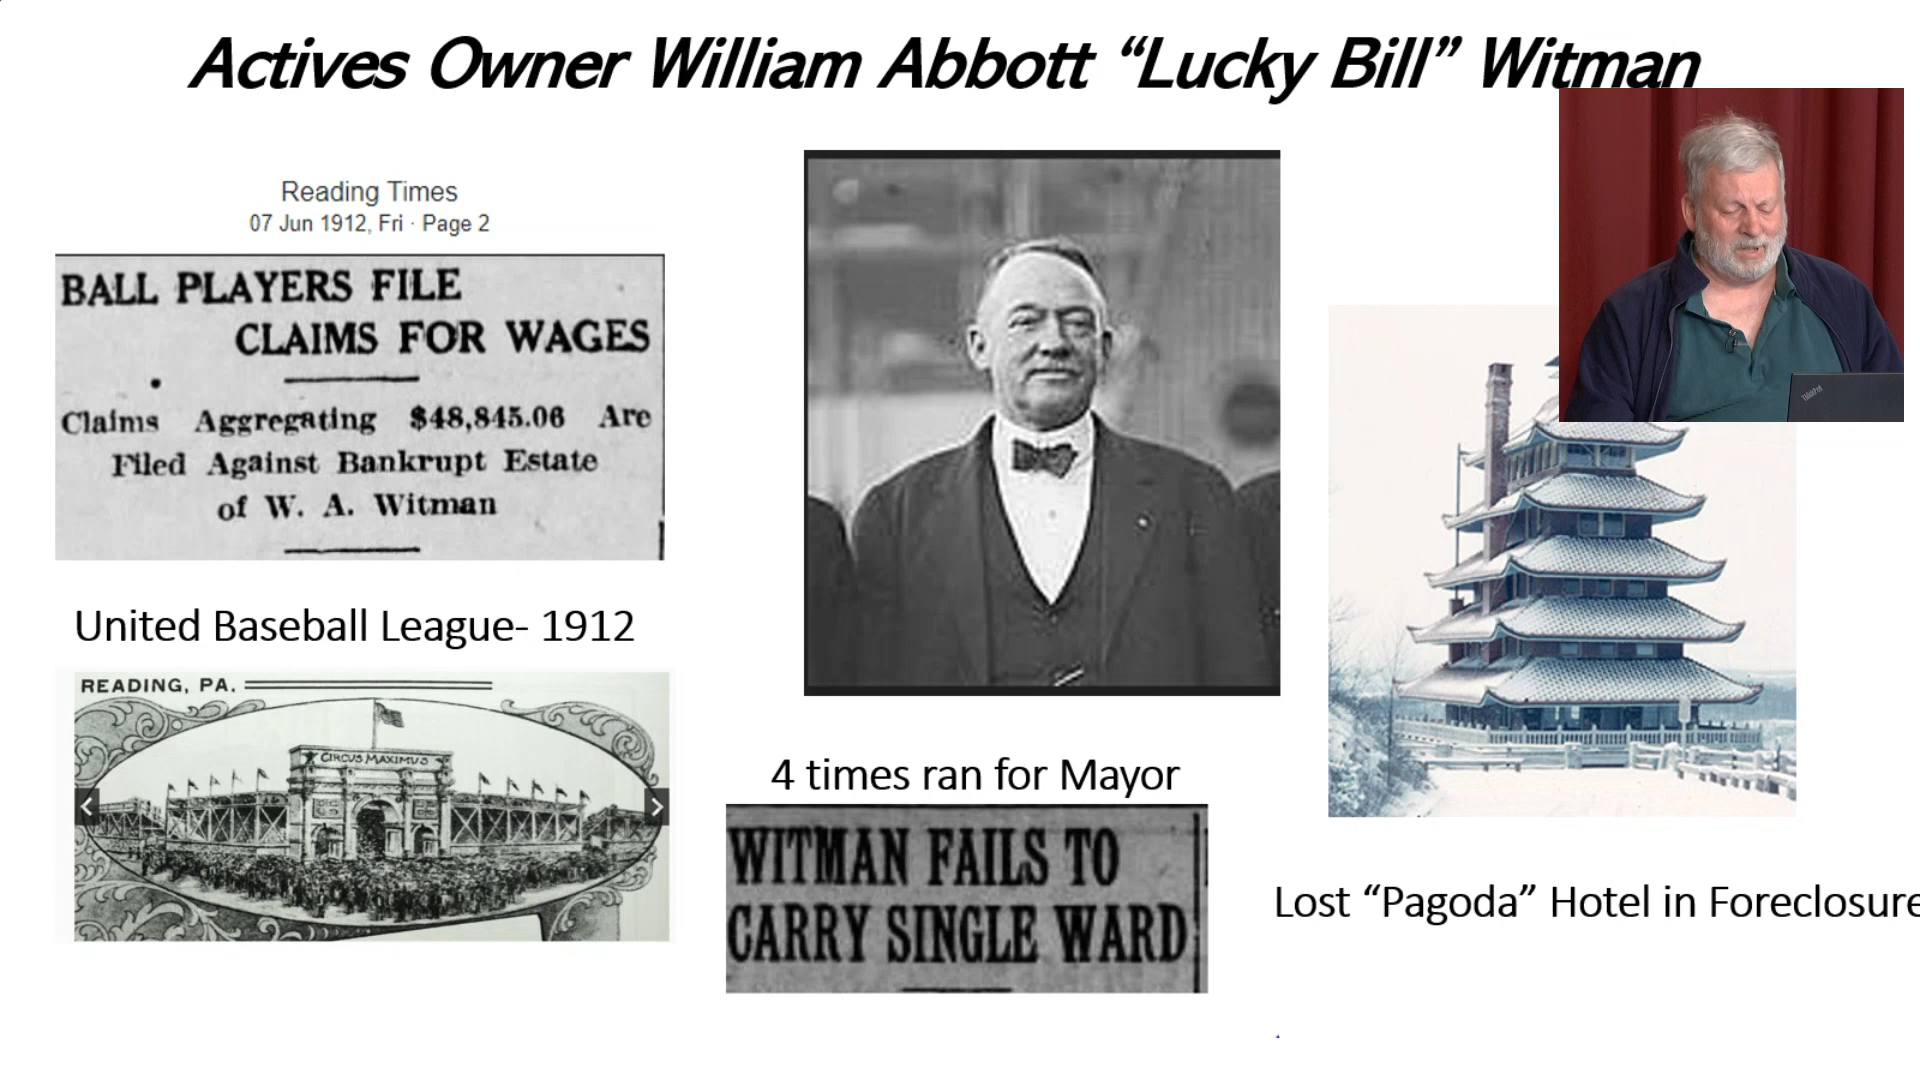 Actives Owner William Abbott “Lucky Bill” Witman
Reading Times
07 Jun 1912, Fri · Page 2
BALL PLAYERS FILE
CLAIMS FOR WAGES
Claims Aggregating $48,845.06 Are
Filed Against Bankrupt Estate
of W. A. Witman
United Baseball League- 1912
READING, PA.
CIRCUS MAXIMUS
4 times ran for Mayor
WITMAN FAILS TO
CARRY SINGLE WARD
Lost “Pagoda” Hotel in Foreclosure
ThinkPad